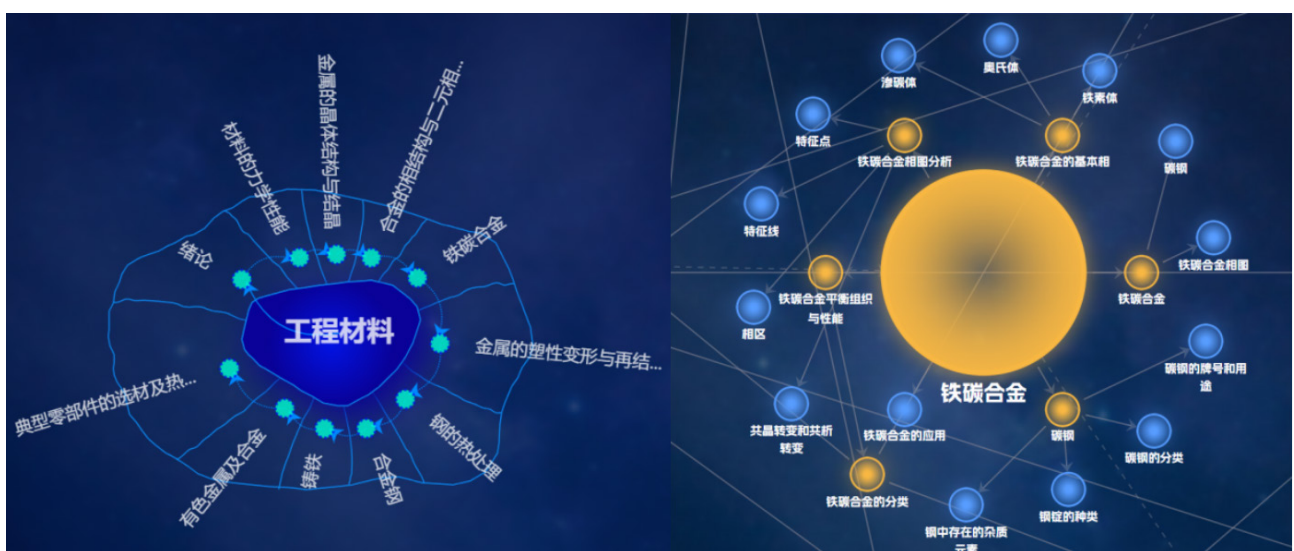 工程材料
绪论
材料的力学性能
金属的晶体结构与结晶
合金的相结构与二元相...
铁碳合金
金属的塑性变形与再结...
钢的热处理
合金钢
铸铁
有色金属及合金
典型零部件的选材及热...
奥氏体
渗碳体
铁素体
特征点
铁碳合金相图分析
铁碳合金的基本相
碳钢
特征线
铁碳合金相图
铁碳合金平衡组织
与性能
铁碳合金
相区
碳钢的牌号和用
途
铁碳合金
共晶转变和共析
转变
铁碳合金的应用
碳钢
碳钢的分类
铁碳合金的分类
钢锭的种类
钢中存在的杂质
元素